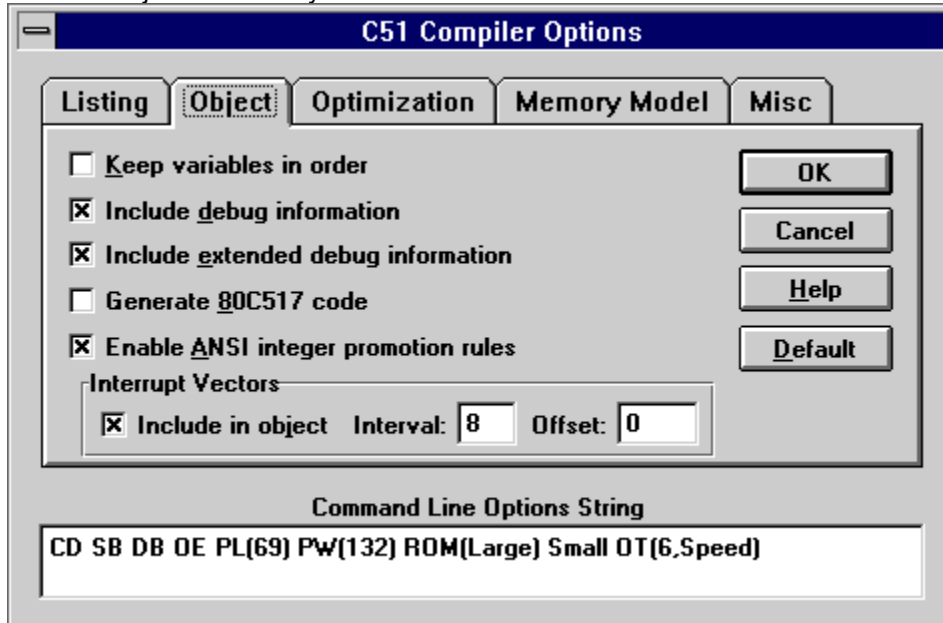 C51 Compiler Options
Listing Object Optimization Memory Model Misc
Keep variables in order
OK
Include debug information
Cancel
Include extended debug information
Generate 80C517 code
Help
Enable ANSI integer promotion rules
Default
Interrupt Vectors
Include in object Interval: 8 Offset: 0
Command Line Options String
CD SB DB OE PL(69) PW(132) ROM(Large) Small OT(6,Speed)